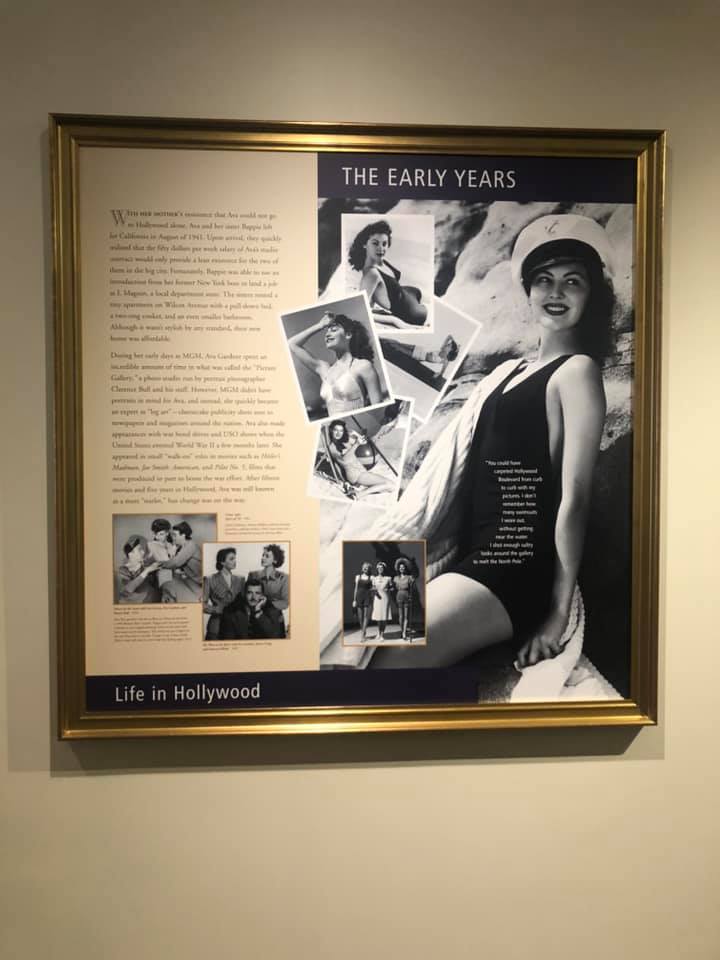 THE EARLY YEARS
WITH HER MOTHER'S insistence that Ava could not go
to Hollywood alone, Ava and her sister Bappie left
for California in August of 1941. Upon arrival, they quickly
realized that the fifty dollars per week salary of Ava's studio
contract would only provide a lean existence for the two of
them in the big city. Fortunately, Bappie was able to use an
introduction from her former New York boss to land a job
at I. Magnin, a local department store. The sisters rented a
tiny apartment on Wilcox Avenue with a pull-down bed,
a two-ring cooker, and an even smaller bathroom.
Although it wasn't stylish by any standard, their new
home was affordable.
During her early days at MGM, Ava Gardner spent an
incredible amount of time in what was called the "Picture
Gallery," a photo studio run by portrait photographer
Clarence Bull and his staff. However, MGM didn't have
portraits in mind for Ava, and instead, she quickly became
an expert in "leg art" – cheesecake publicity shots sent to
newspapers and magazines around the nation. Ava also made
appearances with war bond drives and USO shows when the
United States entered World War II a few months later. She
appeared in small "walk-on" roles in movies such as Hitler's
Madman, Joe Smith: American, and Pilot No. 5, films that
were produced in part to boost the war effort. After fifteen
movies and five years in Hollywood, Ava was still known
as a mere "starlet," but change was on the way.
"You could have
carpeted Hollywood
Boulevard from curb
to curb with my
pictures. I don't
remember how
many swimsuits
I wore out,
without getting
near the water.
I shot enough sultry
looks around the gallery
to melt the North Pole."
Life in Hollywood